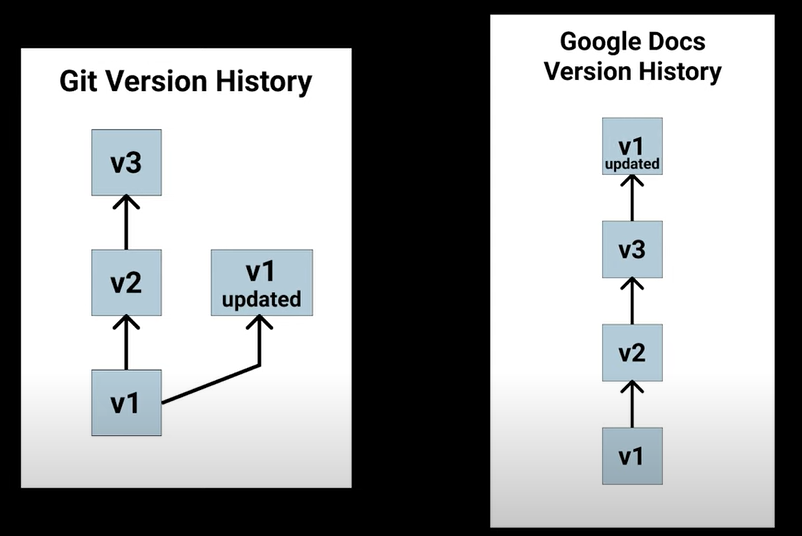 Git Version History
v3
v2
v1
updated
v1
Google Docs
Version History
v1
updated
v3
v2
v1